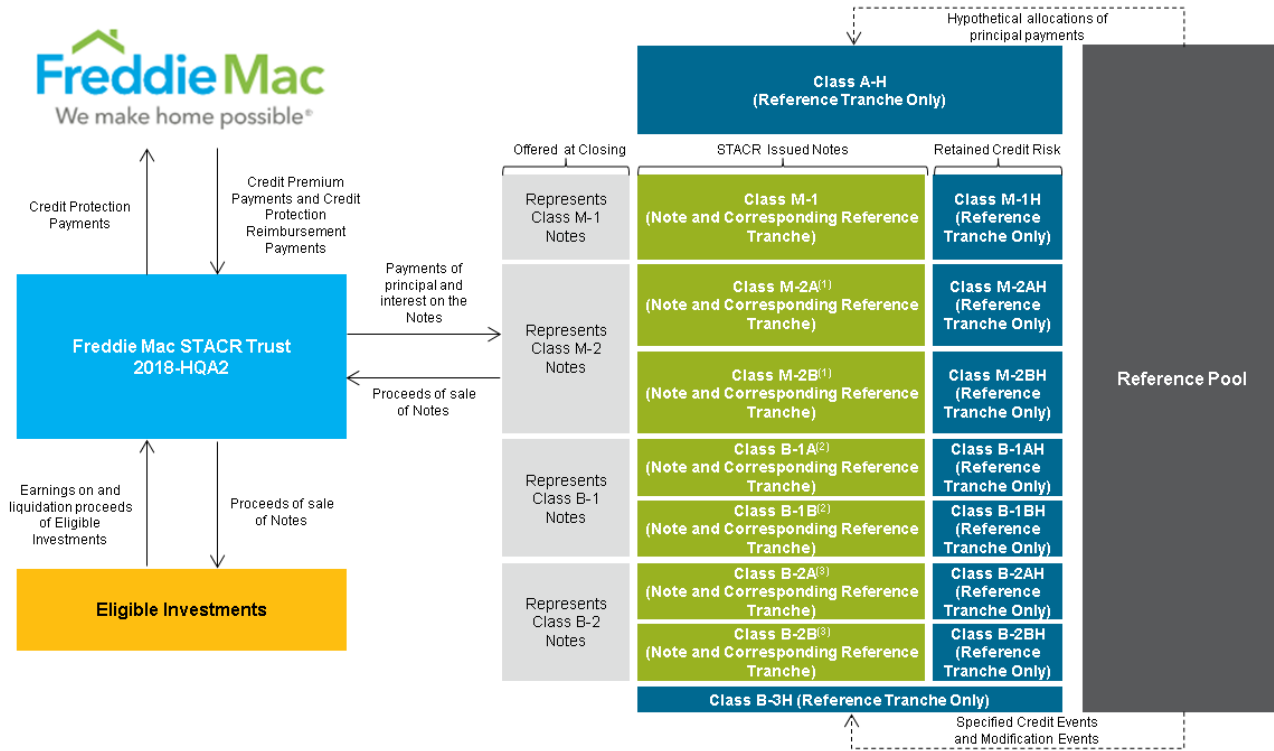 Hypothetical allocations of
principal payments
Freddie Mac
We make home possible®
Class A-H
(Reference Tranche Only)
Offered at Closing
STACR Issued Notes
Retained Credit Risk
Credit Protection
Payments
Credit Premium
Payments and Credit
Protection
Reimbursement
Payments
Represents
Class M-1
Notes
Class M-1
(Note and Corresponding Reference
Tranche)
Class M-1H
(Reference
Tranche Only)
Payments of
principal and
interest on the
Notes
Freddie Mac STACR Trust
2018-HQA2
Proceeds of sale
of Notes
Represents
Class M-2
Notes
Class M-2A(1)
(Note and Corresponding Reference
Tranche)
Class M-2AH
(Reference
Tranche Only)
Class M-2B(1)
(Note and Corresponding Reference
Tranche)
Class M-2BH
(Reference
Tranche Only)
Reference Pool
Earnings on and
liquidation proceeds
of Eligible
Investments
Proceeds of sale
of Notes
Represents
Class B-1
Notes
Class B-1A(2)
(Note and Corresponding Reference
Tranche)
Class B-1AH
(Reference
Tranche Only)
Class B-1B(2)
(Note and Corresponding Reference
Tranche)
Class B-1BH
(Reference
Tranche Only)
Eligible Investments
Represents
Class B-2
Notes
Class B-2A(3)
(Note and Corresponding Reference
Tranche)
Class B-2AH
(Reference
Tranche Only)
Class B-2B(3)
(Note and Corresponding Reference
Tranche)
Class B-2BH
(Reference
Tranche Only)
Class B-3H (Reference Tranche Only)
Specified Credit Events
and Modification Events